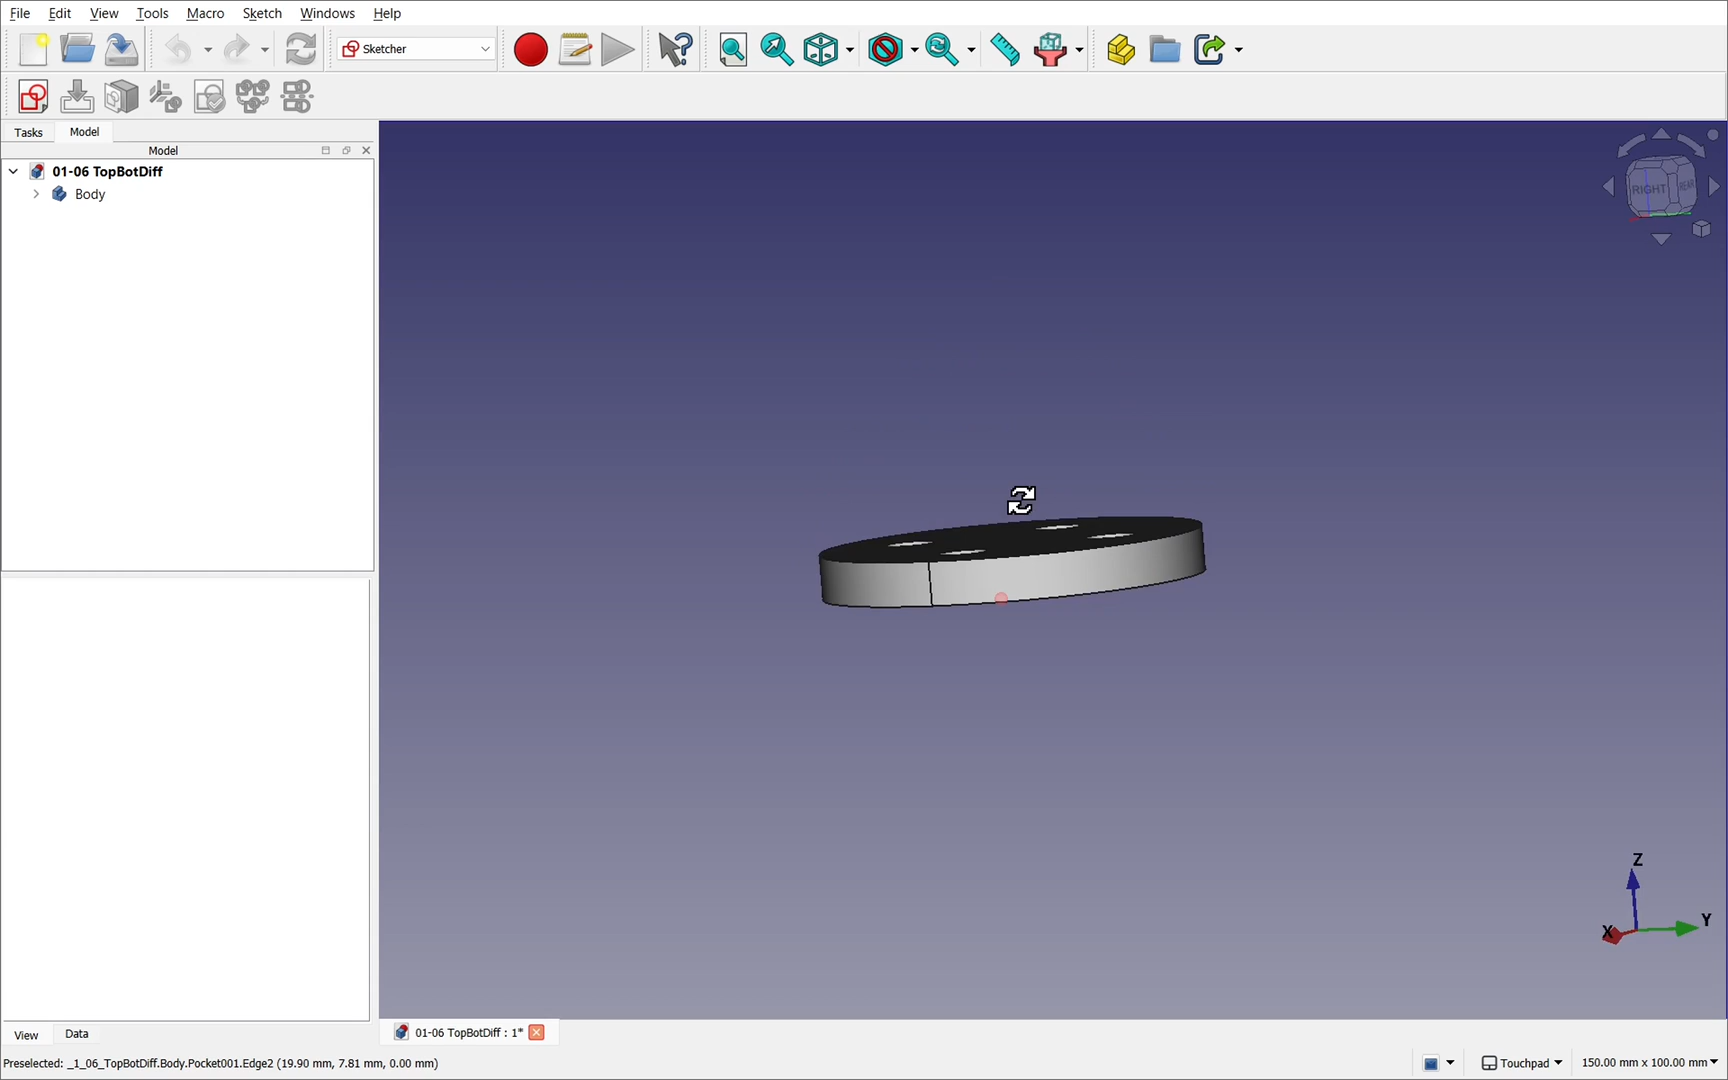 File Edit View Tools Macro Sketch Windows Help
Sketcher
Tasks Model
Model
01-06 TopBotDiff
Body
RIGHT REAR
Z
Y
X
View Data
01-06 TopBotDiff : 1*
Preselected: _1_06_TopBotDiff.Body.Pocket001.Edge2 (19.90 mm, 7.81 mm, 0.00 mm)
Touchpad
150.00 mm x 100.00 mm